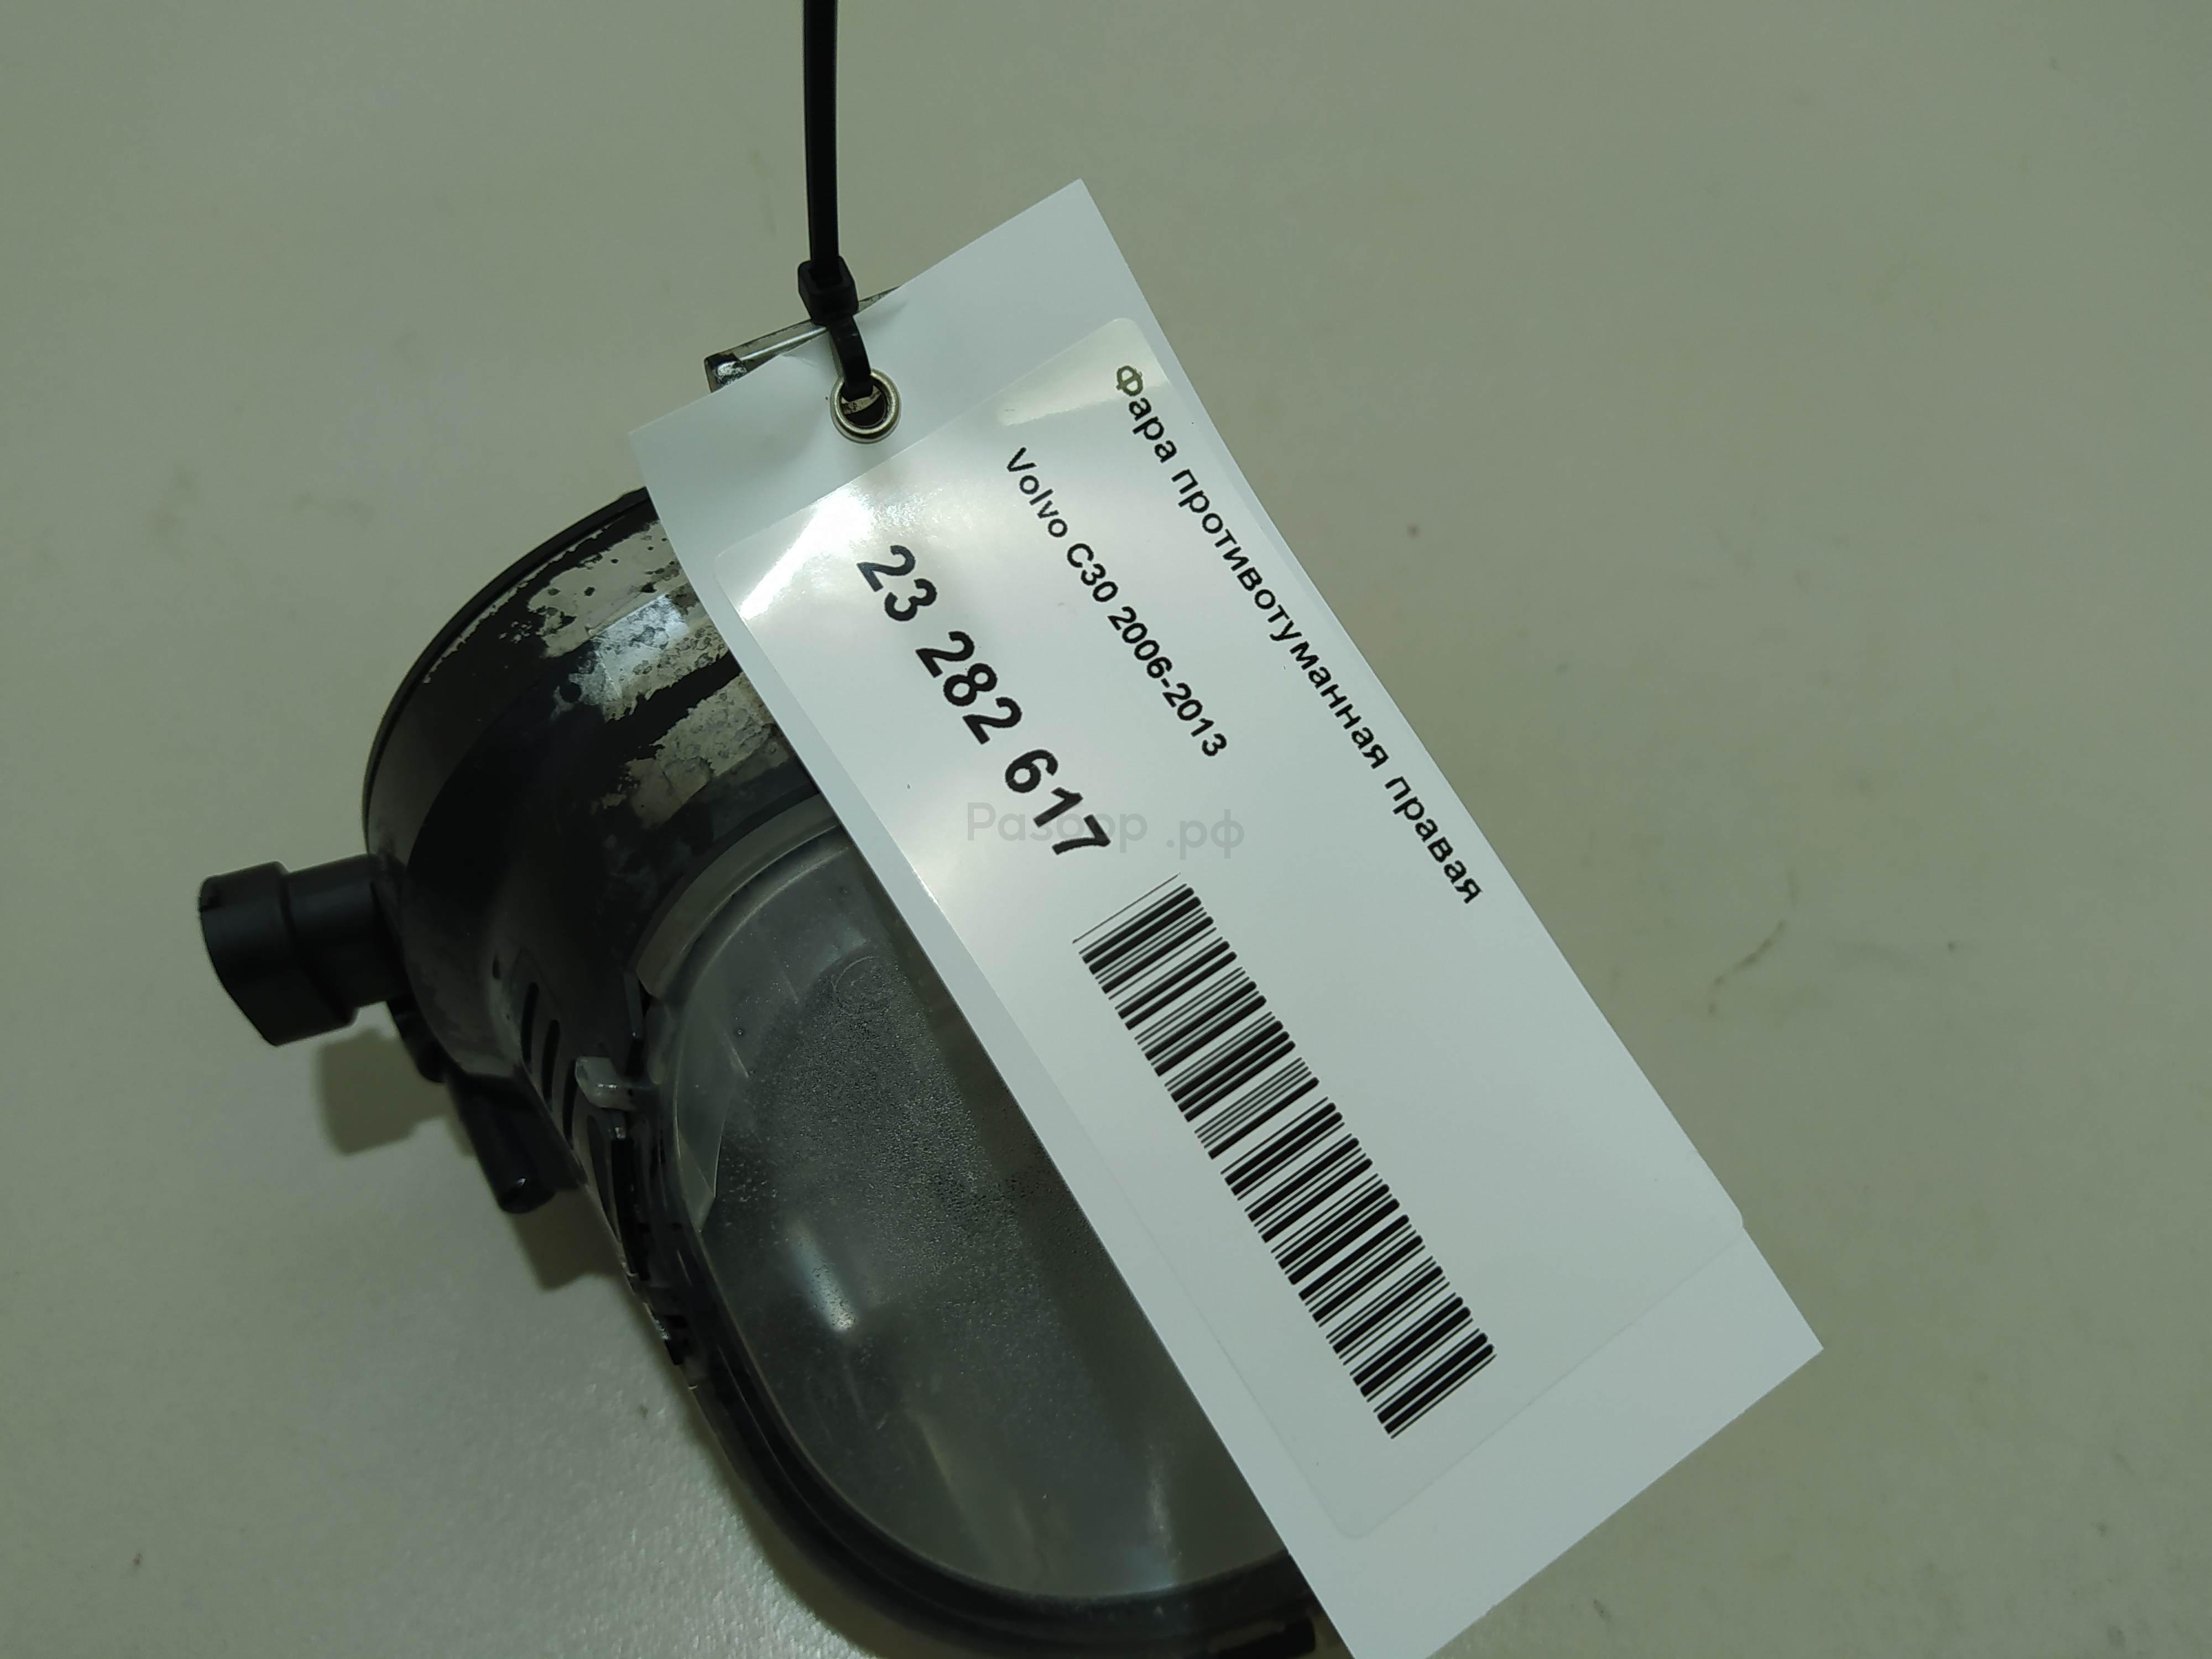 Фара противотуманная правая
Volvo C30 2006-2013
23 282 617
Разбор.рф